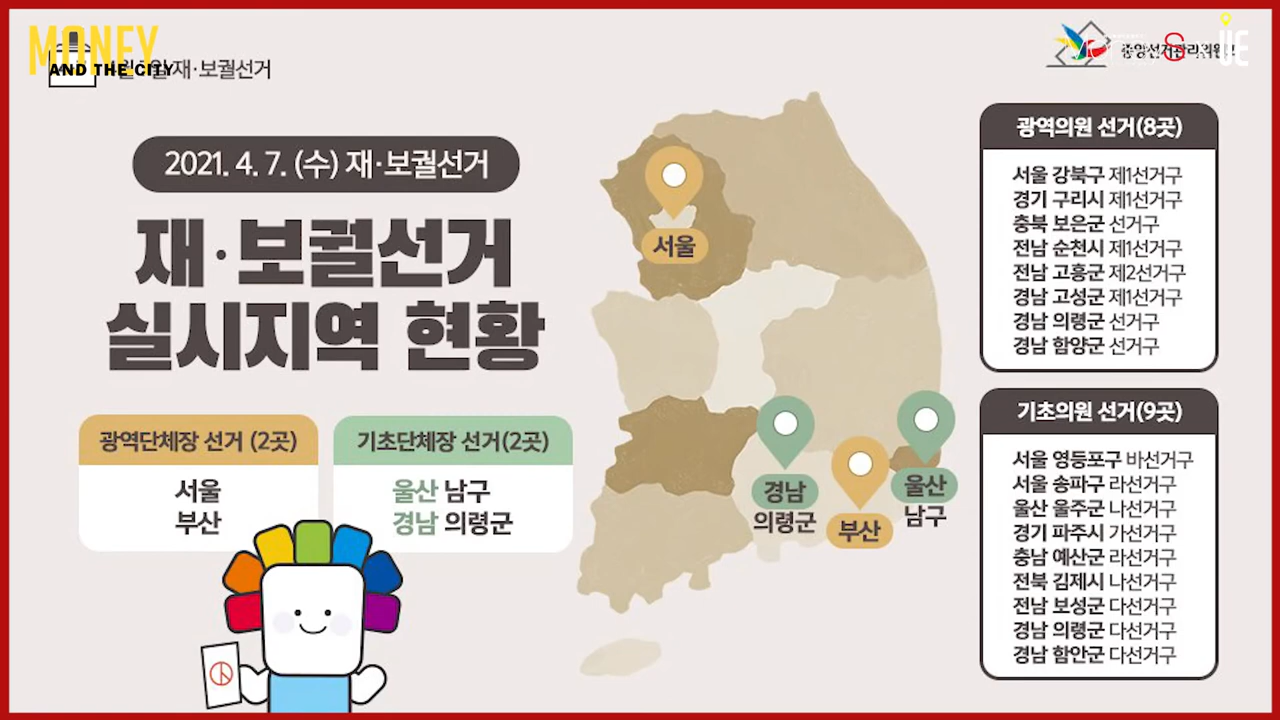 MONEY
AND THE CITY
재·보궐선거
중앙선거관리위원회
2021. 4. 7. (수) 재·보궐선거
재·보궐선거
실시지역 현황
광역단체장 선거 (2곳)
서울
부산
기초단체장 선거(2곳)
울산 남구
경남 의령군
서울
경남
의령군
부산
울산
남구
광역의원 선거(8곳)
서울 강북구 제1선거구
경기 구리시 제1선거구
충북 보은군 선거구
전남 순천시 제1선거구
전남 고흥군 제2선거구
경남 고성군 제1선거구
경남 의령군 선거구
경남 함양군 선거구
기초의원 선거(9곳)
서울 영등포구 바선거구
서울 송파구 라선거구
울산 울주군 나선거구
경기 파주시 가선거구
충남 예산군 라선거구
전북 김제시 나선거구
전남 보성군 다선거구
경남 의령군 다선거구
경남 함안군 다선거구